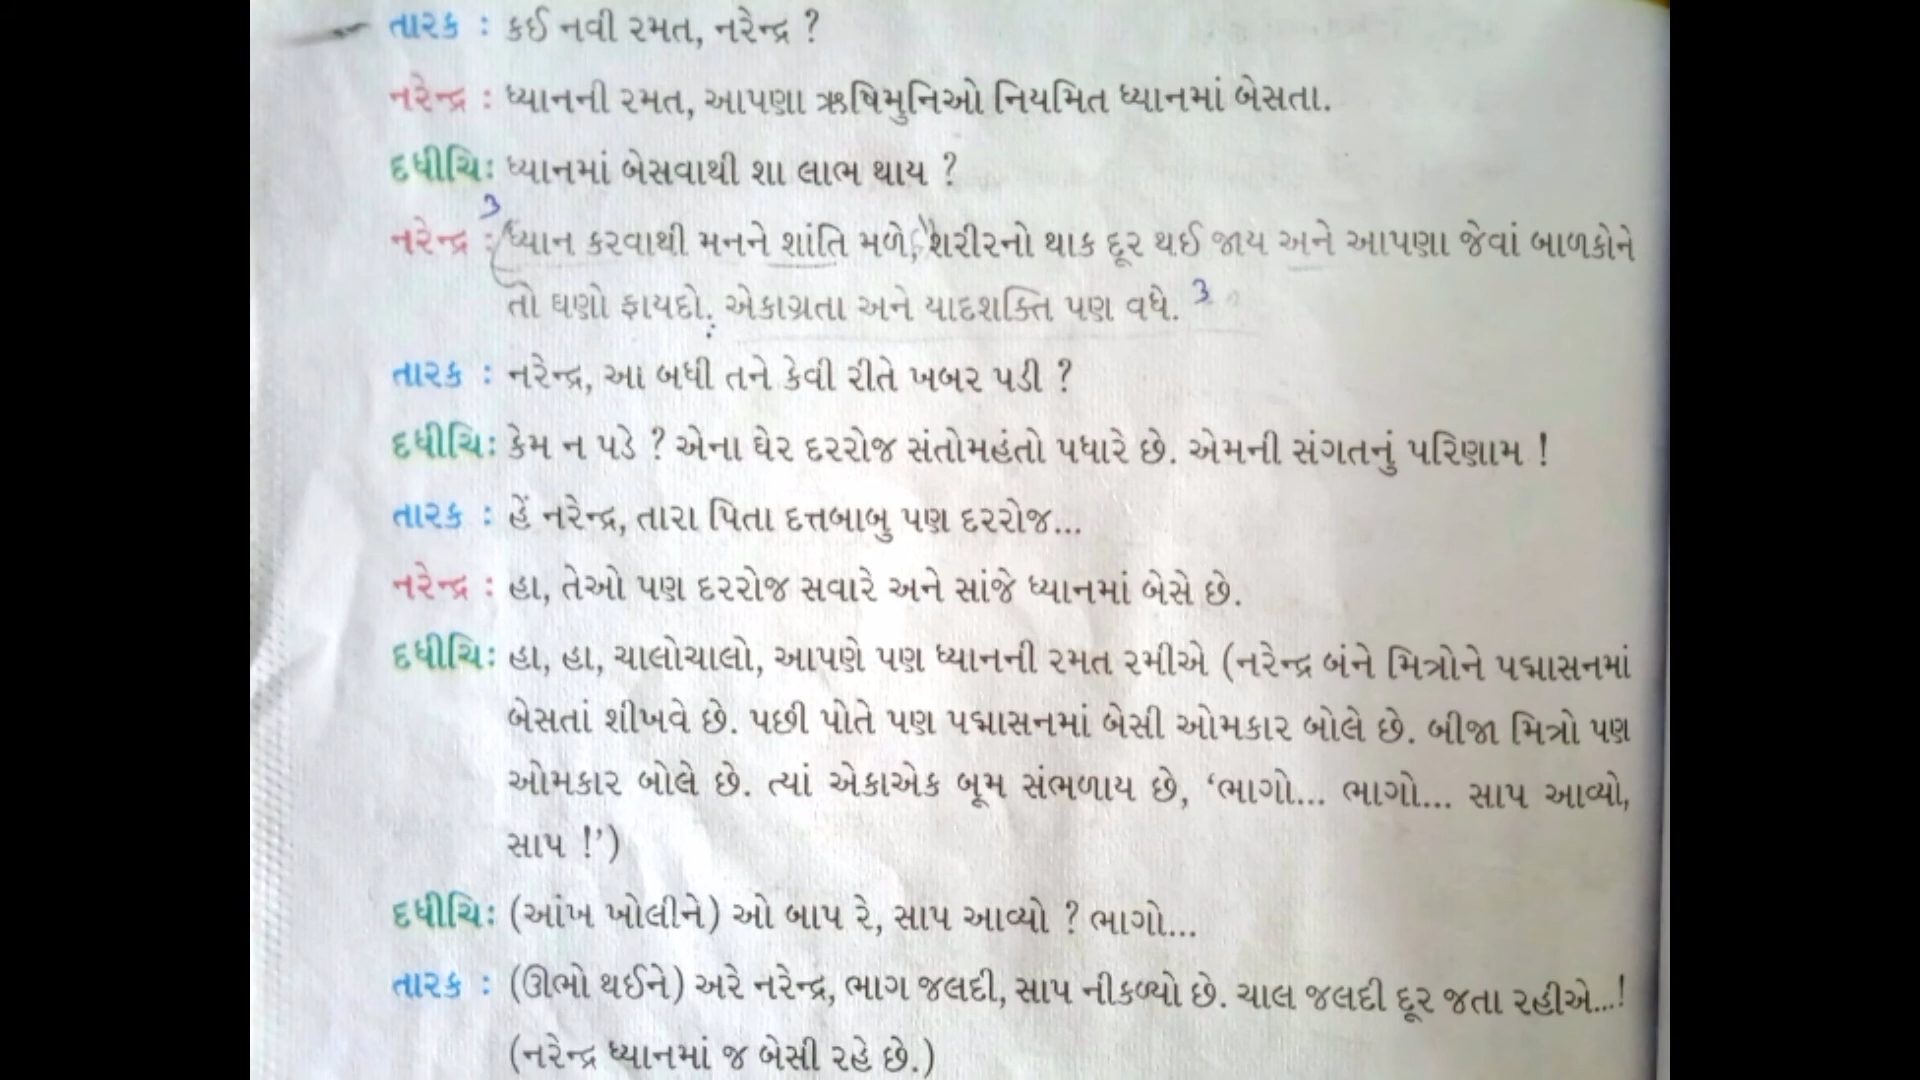 તારક : કઈ નવી રમત, નરેન્દ્ર ?
નરેન્દ્ર : ધ્યાનની રમત, આપણા ઋષિમુનિઓ નિયમિત ધ્યાનમાં બેસતા.
દધીચિ: ધ્યાનમાં બેસવાથી શા લાભ થાય ?
3
નરેન્દ્ર : ધ્યાન કરવાથી મનને શાંતિ મળે, શરીરનો થાક દૂર થઈ જાય અને આપણા જેવાં બાળકોને
તો ઘણો ફાયદો. એકાગ્રતા અને યાદશક્તિ પણ વધે. 3
તારક : નરેન્દ્ર, આ બધી તને કેવી રીતે ખબર પડી ?
દધીચિ: કેમ ન પડે ? એના ઘેર દરરોજ સંતોમહંતો પધારે છે. એમની સંગતનું પરિણામ !
તારક : હેં નરેન્દ્ર, તારા પિતા દત્તબાબુ પણ દરરોજ...
નરેન્દ્ર : હા, તેઓ પણ દરરોજ સવારે અને સાંજે ધ્યાનમાં બેસે છે.
દધીચિ: હા, હા, ચાલોચાલો, આપણે પણ ધ્યાનની રમત રમીએ (નરેન્દ્ર બંને મિત્રોને પદ્માસનમાં
બેસતાં શીખવે છે. પછી પોતે પણ પદ્માસનમાં બેસી ઓમકાર બોલે છે. બીજા મિત્રો પણ
ઓમકાર બોલે છે. ત્યાં એકાએક બૂમ સંભળાય છે, ‘ભાગો... ભાગો... સાપ આવ્યો,
સાપ !’)
દધીચિ: (આંખ ખોલીને) ઓ બાપ રે, સાપ આવ્યો ? ભાગો...
તારક : (ઊભો થઈને) અરે નરેન્દ્ર, ભાગ જલદી, સાપ નીકળ્યો છે. ચાલ જલદી દૂર જતા રહીએ...!
(નરેન્દ્ર ધ્યાનમાં જ બેસી રહે છે.)